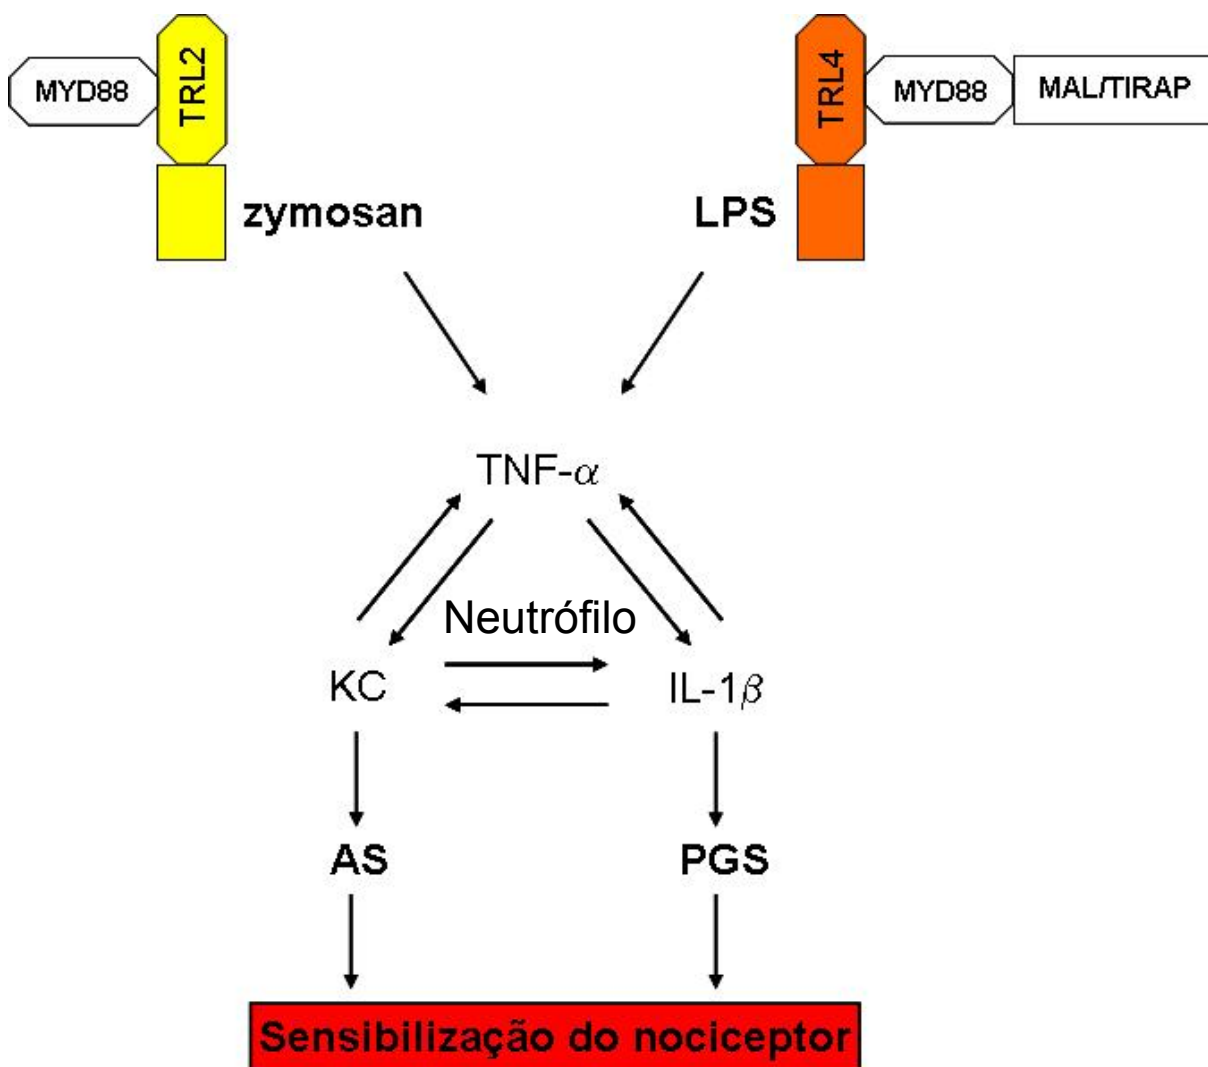 MYD88
TRL2
TRL4
MYD88
MAL/TIRAP
zymosan
LPS
TNF-α
Neutrófilo
KC
IL-1β
AS
PGS
Sensibilização do nociceptor